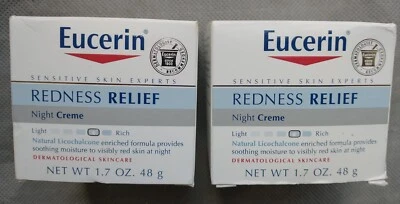 Eucerin®
SENSITIVE SKIN EXPERTS
REDNESS RELIEF
Night Creme
Light Rich
Natural Licochalcone enriched formula provides
soothing moisture to visibly red skin at night
DERMATOLOGICAL SKINCARE
NET WT 1.7 OZ. 48 g
Eucerin®
SENSITIVE SKIN EXPERTS
REDNESS RELIEF
Night Creme
Light Rich
Natural Licochalcone enriched formula provides
soothing moisture to visibly red skin at night
DERMATOLOGICAL SKINCARE
NET WT 1.7 OZ. 48 g